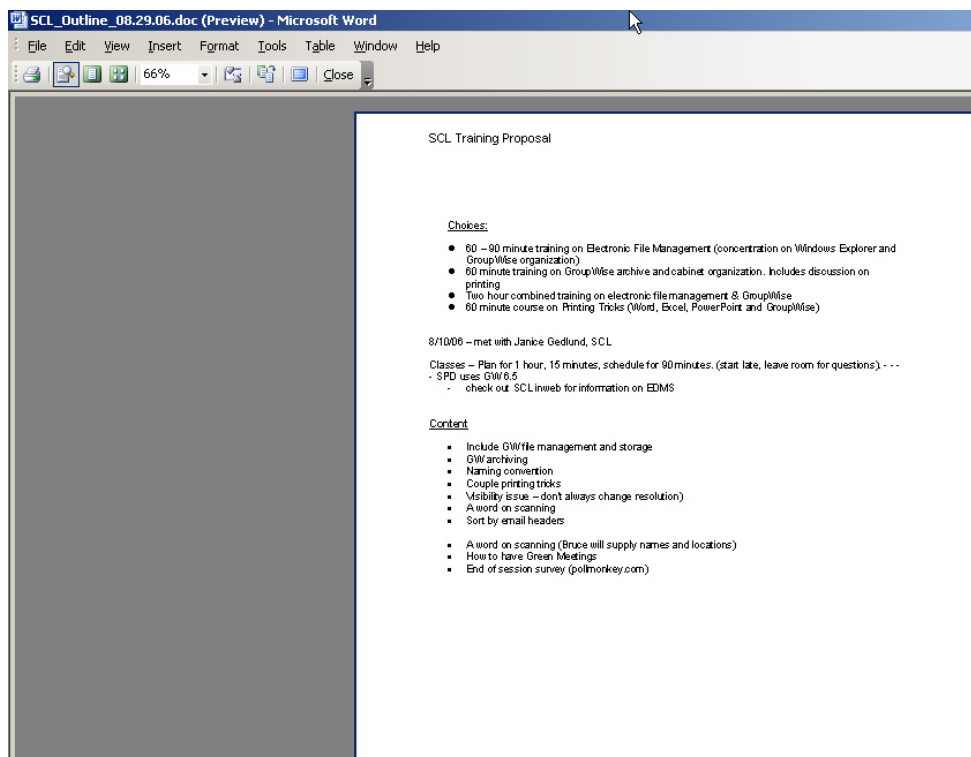 SCL_Outline_08.29.06.doc (Preview) - Microsoft Word
File Edit View Insert Format Tools Table Window Help
66% Close
SCL Training Proposal
Choices:
● 60 – 90 minute training on Electronic File Management (concentration on Windows Explorer and
GroupWise organization)
● 60 minute training on GroupWise archive and cabinet organization. Includes discussion on
printing
● Two hour combined training on electronic file management & GroupWise
● 60 minute course on Printing Tricks (Word, Excel, PowerPoint and GroupWise)
8/10/06 – met with Janice Gedlund, SCL
Classes – Plan for 1 hour, 15 minutes, schedule for 90 minutes. (start late, leave room for questions). - - -
- SPD uses GW 6.5
- check out SCL inweb for information on EDMS
Content
▪ Include GW file management and storage
▪ GW archiving
▪ Naming convention
▪ Couple printing tricks
▪ Visibility issue – don't always change resolution)
▪ A word on scanning
▪ Sort by email headers
▪ A word on scanning (Bruce will supply names and locations)
▪ How to have Green Meetings
▪ End of session survey (pollmonkey.com)